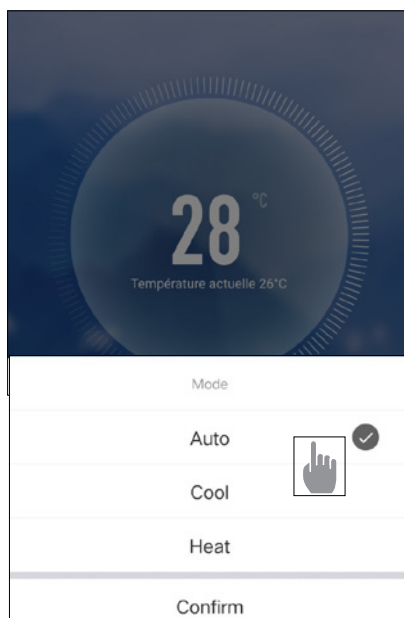 28 °C
Température actuelle 26°C
Mode
Auto
Cool
Heat
Confirm